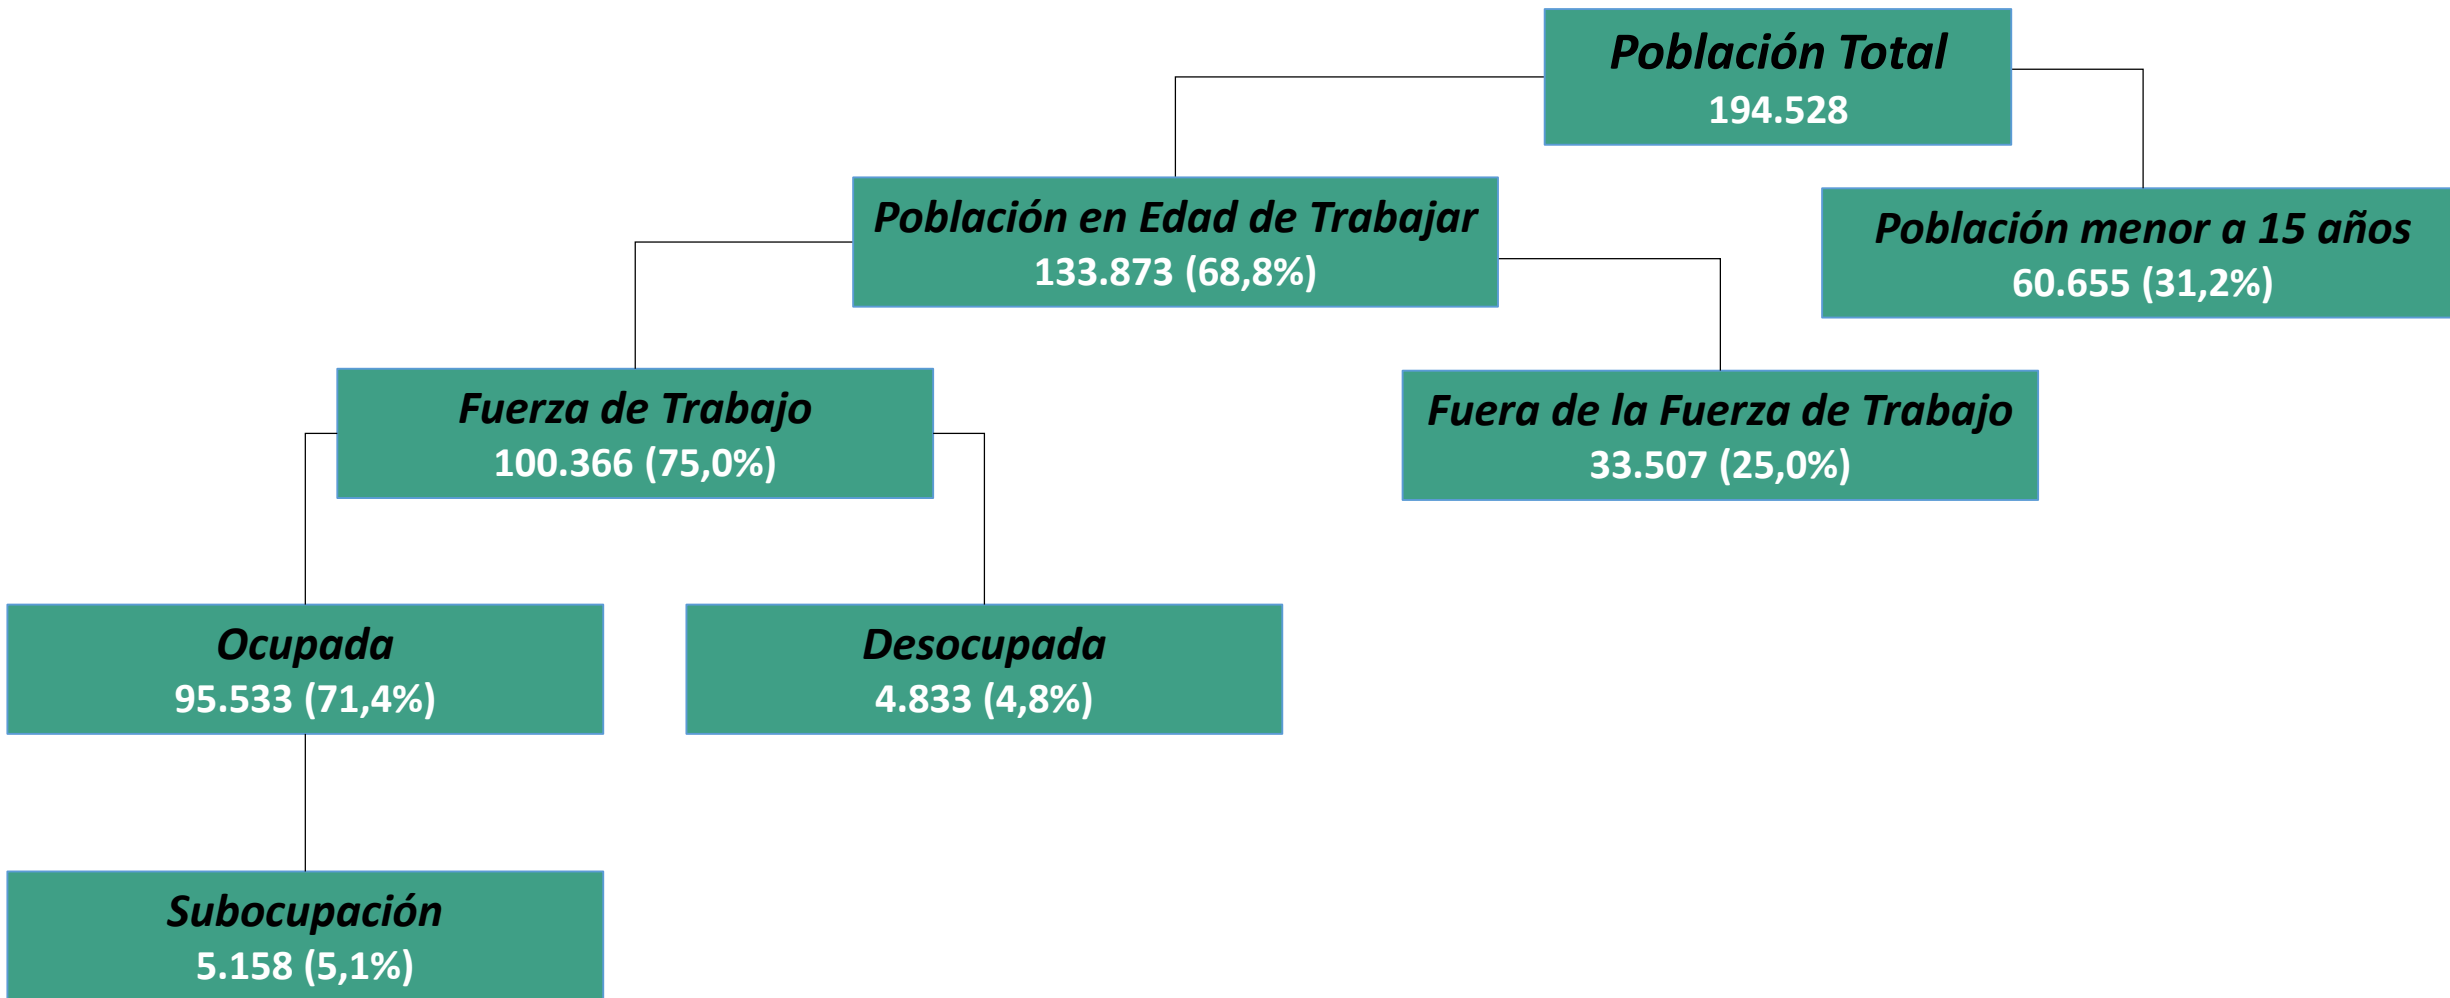 Población Total
194.528
Población en Edad de Trabajar
133.873 (68,8%)
Población menor a 15 años
60.655 (31,2%)
Fuerza de Trabajo
100.366 (75,0%)
Fuera de la Fuerza de Trabajo
33.507 (25,0%)
Ocupada
95.533 (71,4%)
Desocupada
4.833 (4,8%)
Subocupación
5.158 (5,1%)